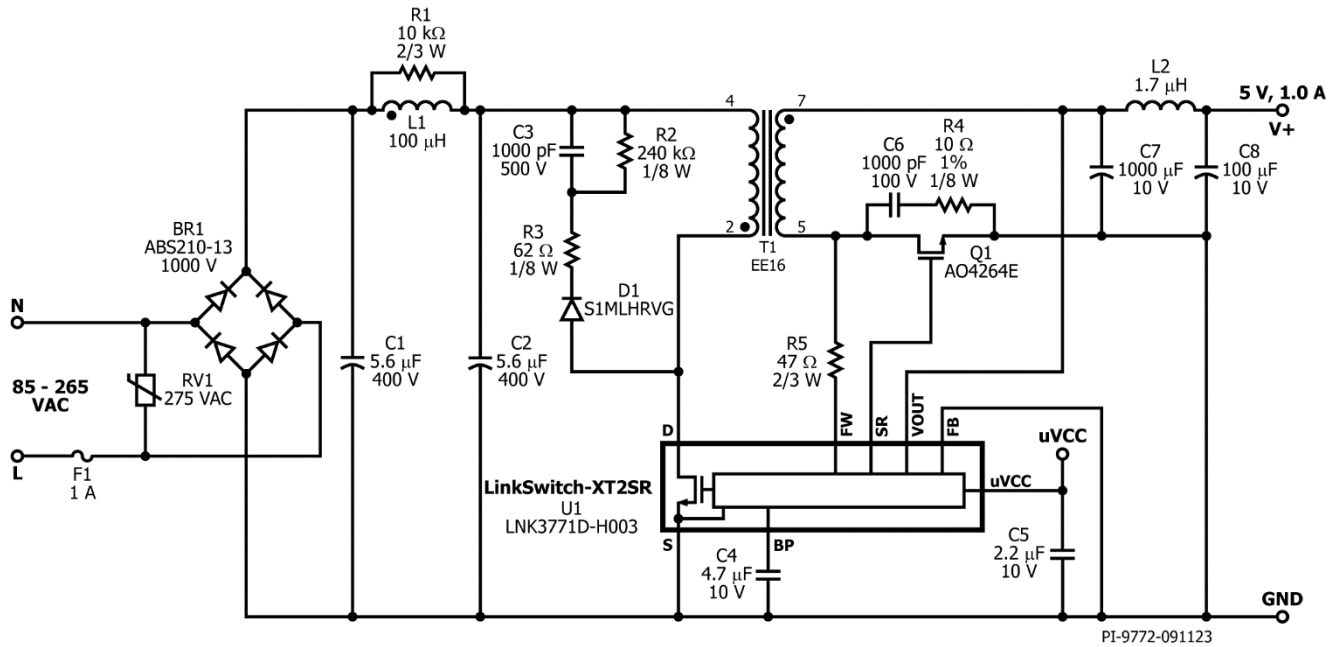 R1
10 kΩ
2/3 W
L1
100 µH
C3
1000 pF
500 V
R2
240 kΩ
1/8 W
R3
62 Ω
1/8 W
D1
S1MLHRVG
4
2
7
5
T1
EE16
C6
1000 pF
100 V
R4
10 Ω
1%
1/8 W
Q1
AO4264E
L2
1.7 µH
5 V, 1.0 A
V+
C7
1000 µF
10 V
C8
100 µF
10 V
BR1
ABS210-13
1000 V
N
85 - 265
VAC
L
RV1
275 VAC
F1
1 A
C1
5.6 µF
400 V
C2
5.6 µF
400 V
R5
47 Ω
2/3 W
D
FW
SR
VOUT
FB
uVCC
uVCC
LinkSwitch-XT2SR
U1
LNK3771D-H003
S
BP
C4
4.7 µF
10 V
C5
2.2 µF
10 V
GND
PI-9772-091123